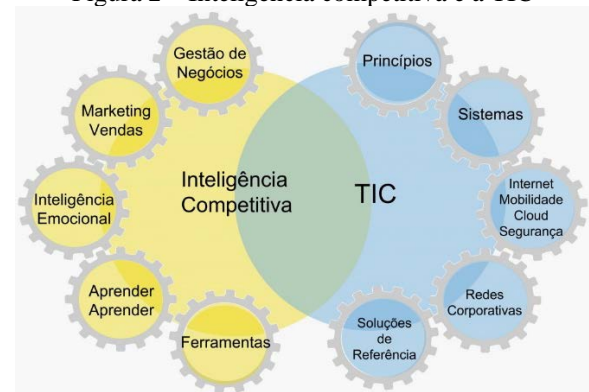 Figura 2 – Inteligência competitiva e a TIC
Gestão de
Negócios
Marketing
Vendas
Inteligência
Emocional
Aprender
Aprender
Ferramentas
Inteligência
Competitiva
TIC
Princípios
Sistemas
Internet
Mobilidade
Cloud
Segurança
Redes
Corporativas
Soluções
de
Referência